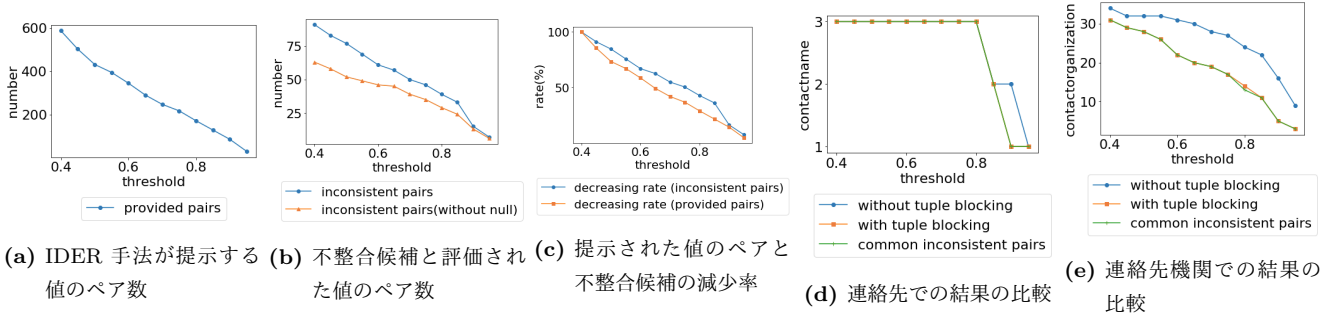 600
400
200
number
0.4
0.6
0.8
threshold
provided pairs
(a) IDER 手法が提示する
値のペア数
75
50
25
number
0.4
0.6
0.8
threshold
inconsistent pairs
inconsistent pairs(without null)
(b) 不整合候補と評価され
た値のペア数
100
50
rate(%)
0.4
0.6
0.8
threshold
decreasing rate (inconsistent pairs)
decreasing rate (provided pairs)
(c) 提示された値のペアと
不整合候補の減少率
3
2
1
contactname
0.4
0.6
0.8
threshold
without tuple blocking
with tuple blocking
common inconsistent pairs
(d) 連絡先での結果の比較
30
20
10
contactorganization
0.4
0.6
0.8
threshold
without tuple blocking
with tuple blocking
common inconsistent pairs
(e) 連絡先機関での結果の
比較